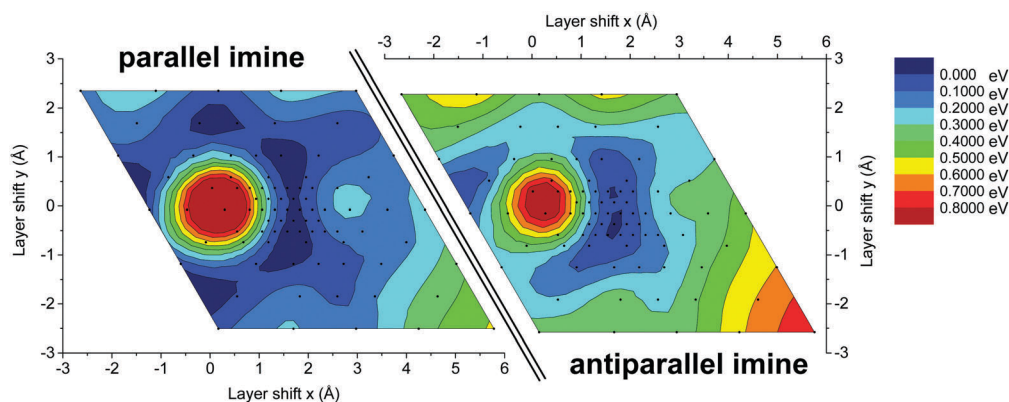 Layer shift x (Å)
-3 -2 -1 0 1 2 3 4 5 6
parallel imine
3
2
1
0
-1
-2
-3
Layer shift y (Å)
-3 -2 -1 0 1 2 3 4 5 6
Layer shift x (Å)
3
2
1
0
-1
-2
-3
Layer shift y (Å)
antiparallel imine
0.000 eV
0.1000 eV
0.2000 eV
0.3000 eV
0.4000 eV
0.5000 eV
0.6000 eV
0.7000 eV
0.8000 eV